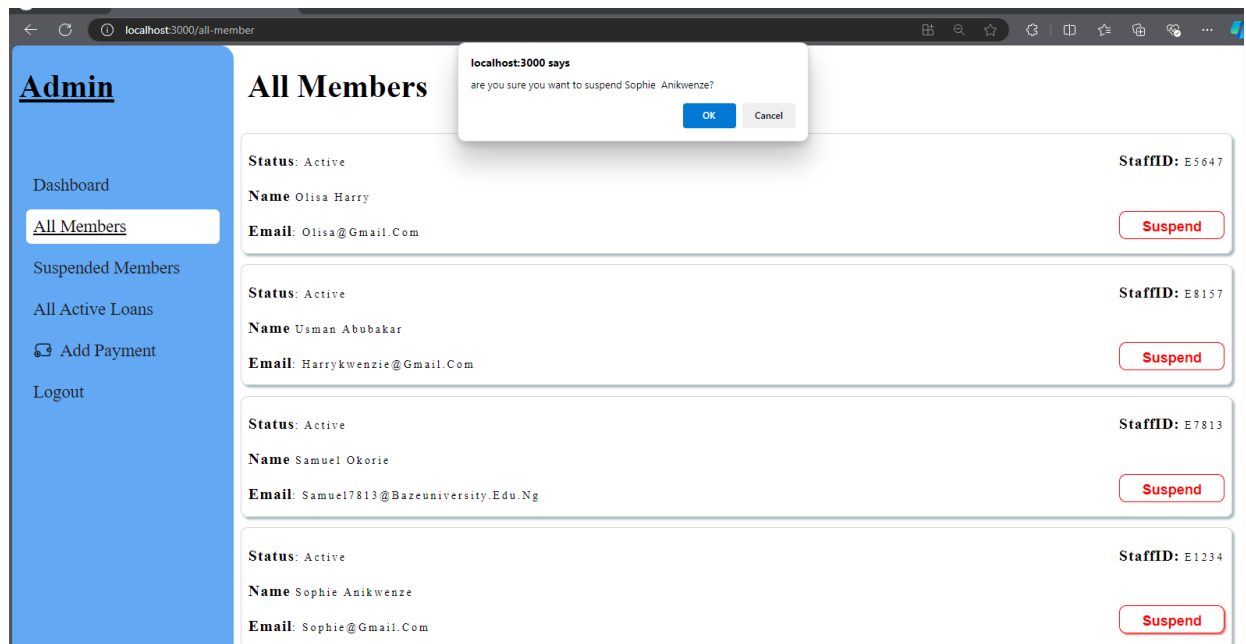 localhost:3000/all-member
localhost:3000 says
are you sure you want to suspend Sophie  Anikwenze?
OK
Cancel
Admin
Dashboard
All Members
Suspended Members
All Active Loans
Add Payment
Logout
All Members
Status: Active
StaffID: E5647
Name Olisa Harry
Email: Olisa@Gmail.Com
Suspend
Status: Active
StaffID: E8157
Name Usman Abubakar
Email: Harrykwenzie@Gmail.Com
Suspend
Status: Active
StaffID: E7813
Name Samuel Okorie
Email: Samuel7813@Bazeuniversity.Edu.Ng
Suspend
Status: Active
StaffID: E1234
Name Sophie Anikwenze
Email: Sophie@Gmail.Com
Suspend